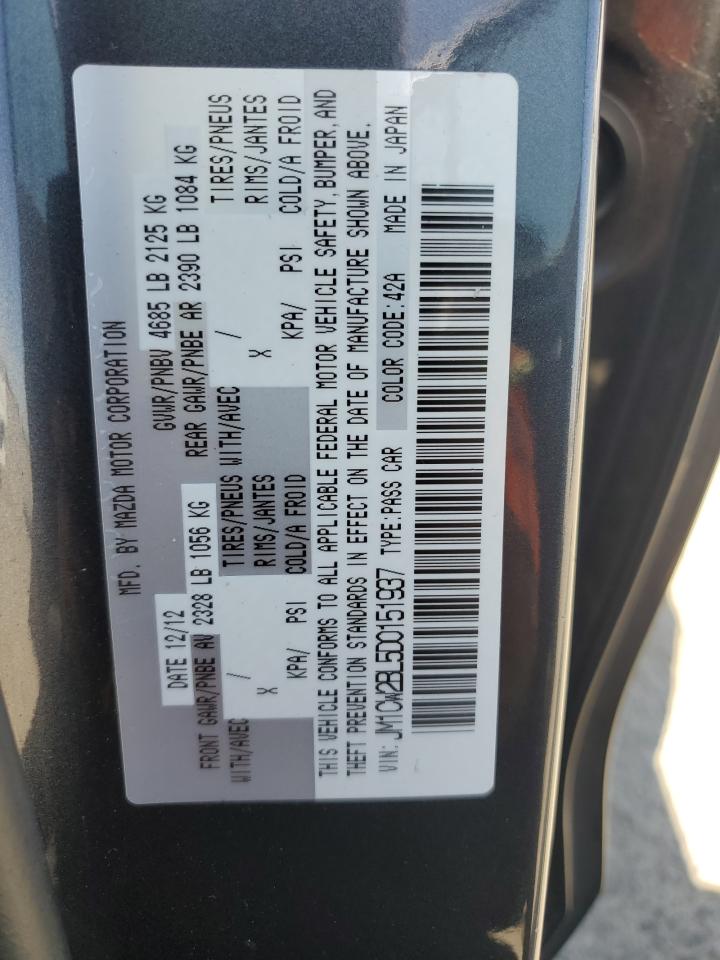 MFD. BY MAZDA MOTOR CORPORATION
DATE 12/12 GVWR/PNBV 4685 LB 2125 KG
FRONT GAWR/PNBE AV 2328 LB 1056 KG REAR GAWR/PNBE AR 2390 LB 1084 KG
WITH/AVEC / TIRES/PNEUS WITH/AVEC / TIRES/PNEUS
X RIMS/JANTES X RIMS/JANTES
KPA/ PSI COLD/A FROID KPA/ PSI COLD/A FROID
THIS VEHICLE CONFORMS TO ALL APPLICABLE FEDERAL MOTOR VEHICLE SAFETY, BUMPER, AND
THEFT PREVENTION STANDARDS IN EFFECT ON THE DATE OF MANUFACTURE SHOWN ABOVE.
VIN: JM1CW2BL5D0151937 TYPE:PASS CAR COLOR CODE:42A MADE IN JAPAN